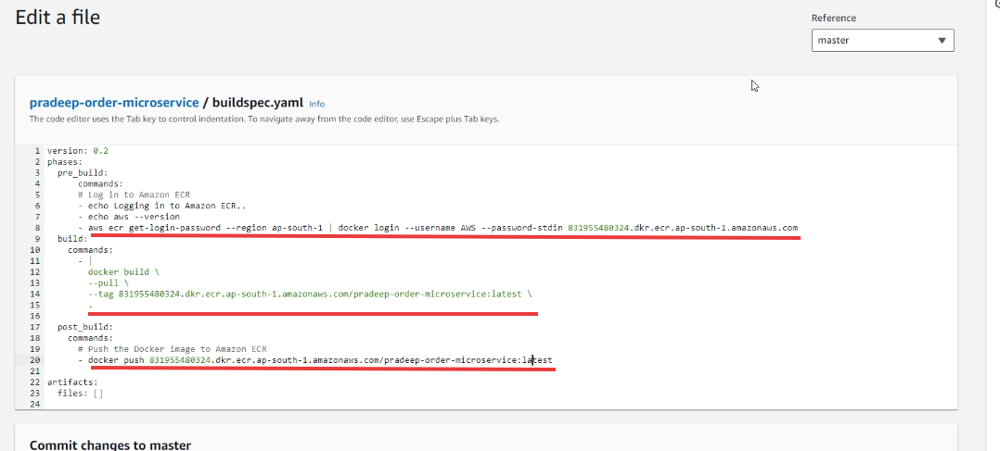 Edit a file
Reference
master
pradeep-order-microservice / buildspec.yaml Info
The code editor uses the Tab key to control indentation. To navigate away from the code editor, use Escape plus Tab keys.
1 version: 0.2
2 phases:
3 pre_build:
4 commands:
5 # Log in to Amazon ECR
6 - echo Logging in to Amazon ECR..
7 - echo aws --version
8 - aws ecr get-login-password --region ap-south-1 | docker login --username AWS --password-stdin 831955480324.dkr.ecr.ap-south-1.amazonaws.com
9 build:
10 commands:
11 - |
12 docker build \
13 --pull \
14 --tag 831955480324.dkr.ecr.ap-south-1.amazonaws.com/pradeep-order-microservice:latest \
15 .
16
17 post_build:
18 commands:
19 # Push the Docker image to Amazon ECR
20 - docker push 831955480324.dkr.ecr.ap-south-1.amazonaws.com/pradeep-order-microservice:latest
21
22 artifacts:
23 files: []
24
Commit changes to master